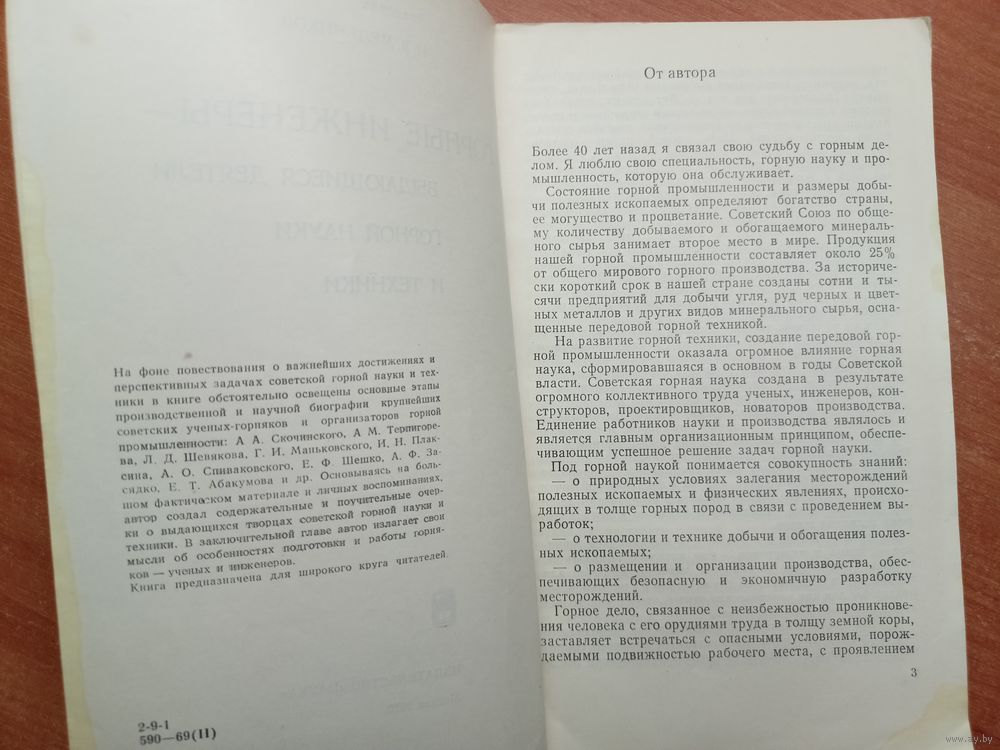 На фоне повествования о важнейших достижениях и
перспективных задачах советской горной науки и тех-
ники в книге обстоятельно освещены основные этапы
производственной и научной биографии крупнейших
советских ученых-горняков и организаторов горной
промышленности: А А. Скочинского, А М. Терпигоре-
ва, Л. Д. Шевякова, Г. И. Маньковского, И. Н. Плак-
сина, А. О. Спиваковского, Е. Ф. Шешко, А. Ф. За-
сядко, Е. Т. Абакумова и др. Основываясь на боль-
шом фактическом материале и личных воспоминаниях,
автор создал содержательные и поучительные очер-
ки о выдающихся творцах советской горной науки и
техники. В заключительной главе автор излагает свои
мысли об особенностях подготовки и работы горня-
ков — ученых и инженеров.
Книга предназначена для широкого круга читателей.
2-9-1
590—69(II)
От автора
Более 40 лет назад я связал свою судьбу с горным де-
лом. Я люблю свою специальность, горную науку и про-
мышленность, которую она обслуживает.
Состояние горной промышленности и размеры добы-
чи полезных ископаемых определяют богатство страны,
ее могущество и процветание. Советский Союз по обще-
му количеству добываемого и обогащаемого минераль-
ного сырья занимает второе место в мире. Продукция
нашей горной промышленности составляет около 25%
от общего мирового горного производства. За историче-
ски короткий срок в нашей стране созданы сотни и ты-
сячи предприятий для добычи угля, руд черных и цвет-
ных металлов и других видов минерального сырья, осна-
щенные передовой горной техникой.
На развитие горной техники, создание передовой гор-
ной промышленности оказала огромное влияние горная
наука, сформировавшаяся в основном в годы Советской
власти. Советская горная наука создана в результате
огромного коллективного труда ученых, инженеров, кон-
структоров, проектировщиков, новаторов производства.
Единение работников науки и производства являлось и
является главным организационным принципом, обеспе-
чивающим успешное решение задач горной науки.
Под горной наукой понимается совокупность знаний:
— о природных условиях залегания месторождений
полезных ископаемых и физических явлениях, происхо-
дящих в толще горных пород в связи с проведением вы-
работок;
— о технологии и технике добычи и обогащения полез-
ных ископаемых;
— о размещении и организации производства, обес-
печивающих безопасную и экономичную разработку
месторождений.
Горное дело, связанное с неизбежностью проникнове-
ния человека с его орудиями труда в толщу земной коры,
заставляет встречаться с опасными условиями, порож-
даемыми подвижностью рабочего места, с проявлением
3
www.ay.by